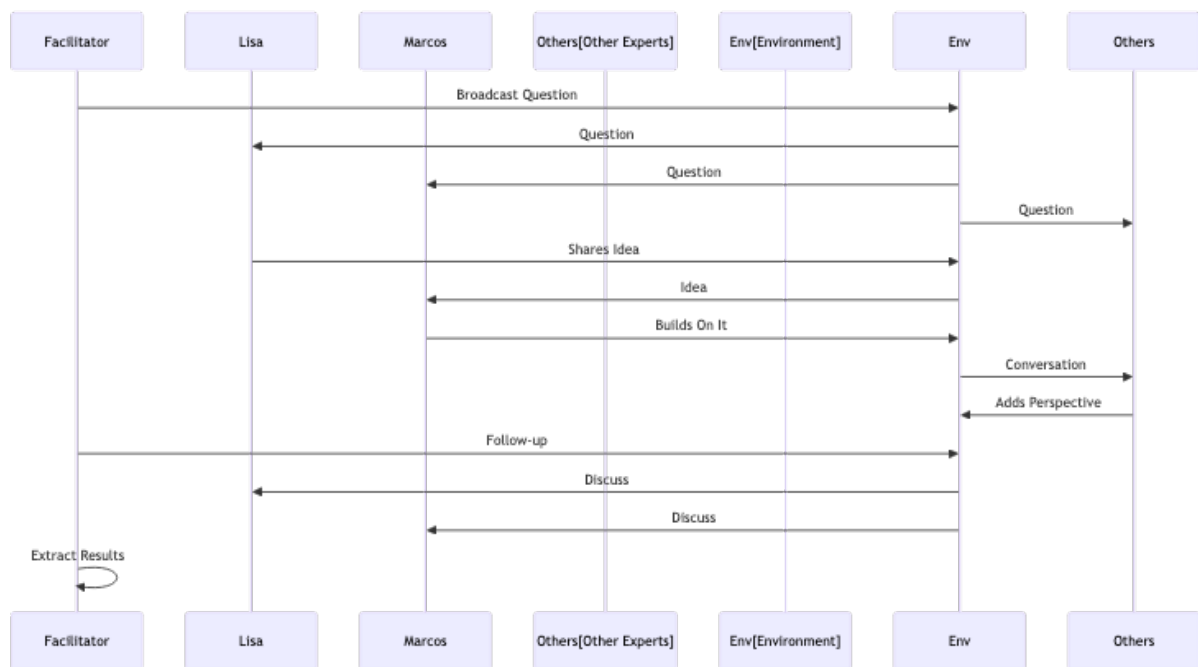 Facilitator
Lisa
Marcos
Others[Other Experts]
Env[Environment]
Env
Others
Broadcast Question
Question
Question
Question
Shares Idea
Idea
Builds On It
Conversation
Adds Perspective
Follow-up
Discuss
Discuss
Extract Results
Facilitator
Lisa
Marcos
Others[Other Experts]
Env[Environment]
Env
Others